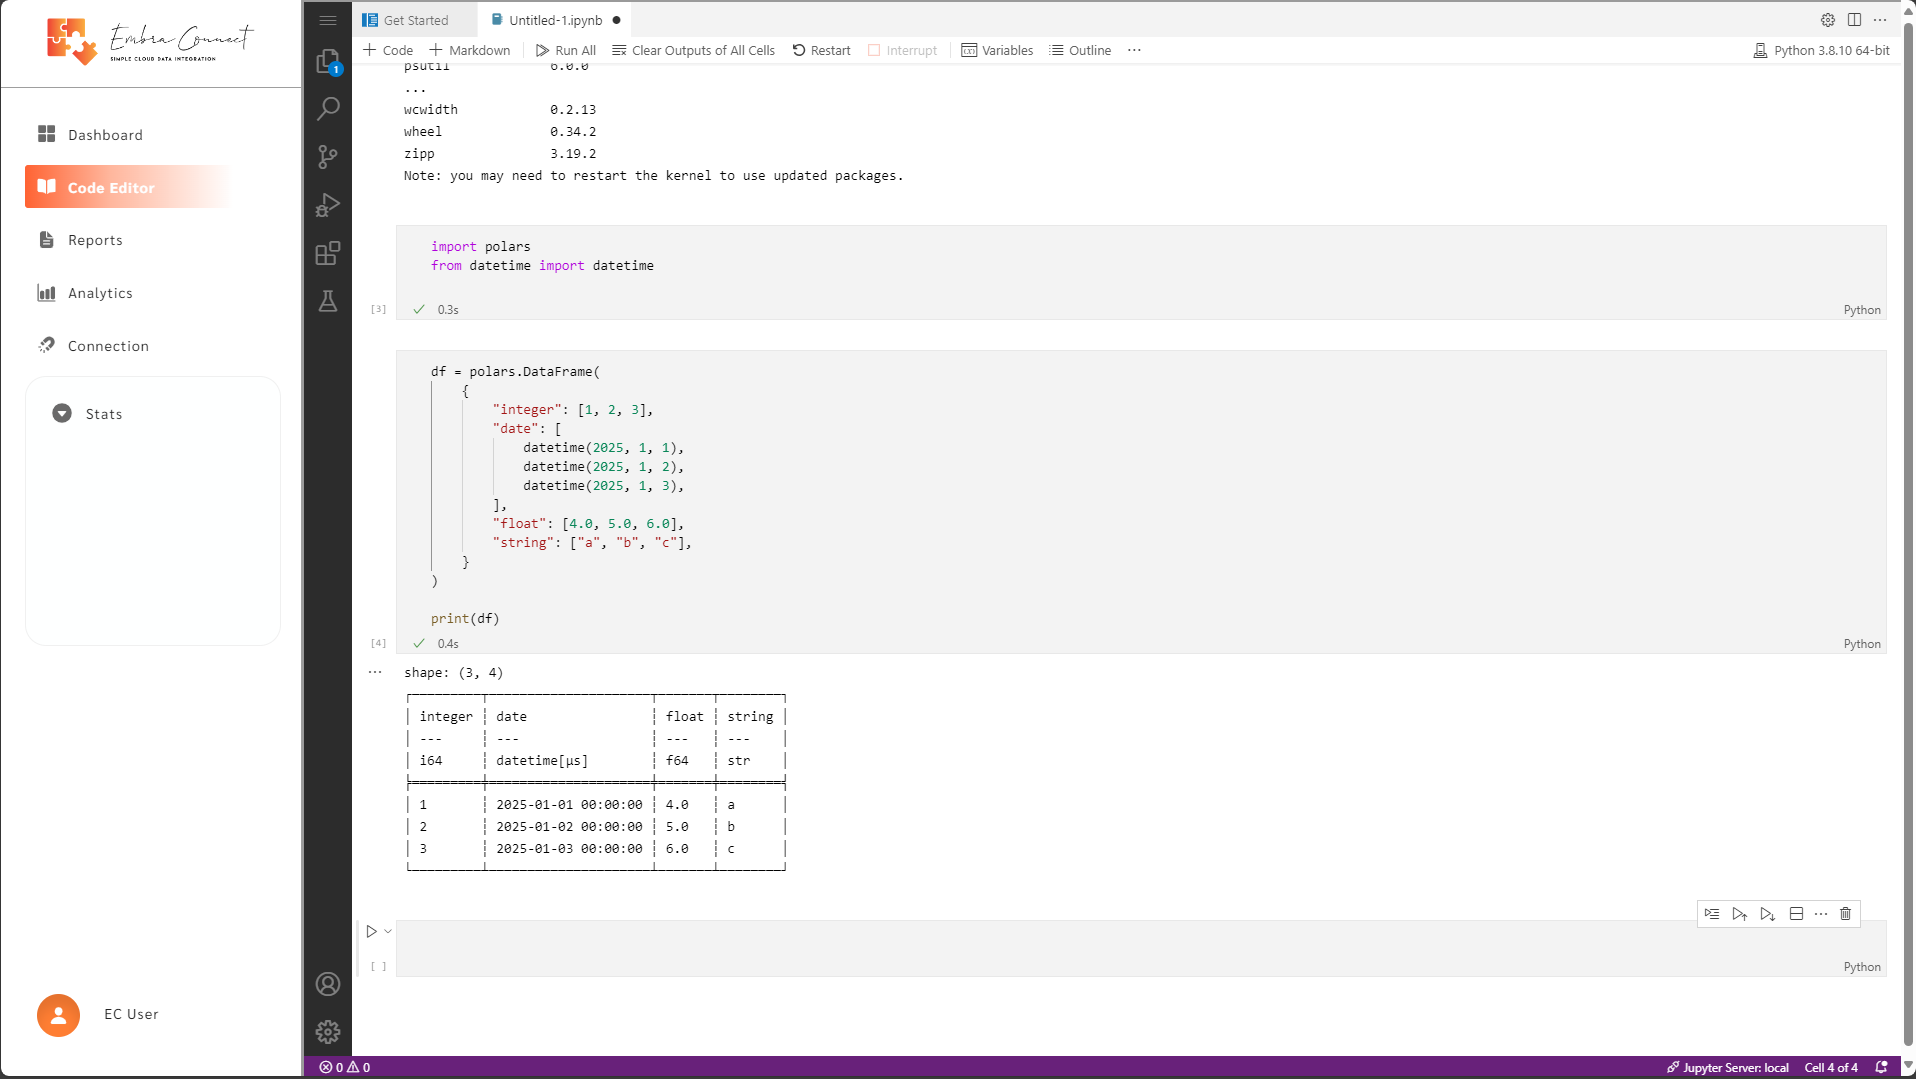 Embra Connect
SIMPLE CLOUD DATA INTEGRATION
Dashboard
Code Editor
Reports
Analytics
Connection
Stats
EC User
1
Get Started
Untitled-1.ipynb
Code
Markdown
Run All
Clear Outputs of All Cells
Restart
Interrupt
Variables
Outline
...
Python 3.8.10 64-bit
psutil 6.0.0
...
wcwidth 0.2.13
wheel 0.34.2
zipp 3.19.2
Note: you may need to restart the kernel to use updated packages.
import polars
from datetime import datetime
[3] 0.3s Python
df = polars.DataFrame(
{
"integer": [1, 2, 3],
"date": [
datetime(2025, 1, 1),
datetime(2025, 1, 2),
datetime(2025, 1, 3),
],
"float": [4.0, 5.0, 6.0],
"string": ["a", "b", "c"],
}
)
print(df)
[4] 0.4s Python
... shape: (3, 4)
integer date float string
--- --- --- ---
i64 datetime[μs] f64 str
1 2025-01-01 00:00:00 4.0 a
2 2025-01-02 00:00:00 5.0 b
3 2025-01-03 00:00:00 6.0 c
[ ] Python
0 0
Jupyter Server: local Cell 4 of 4